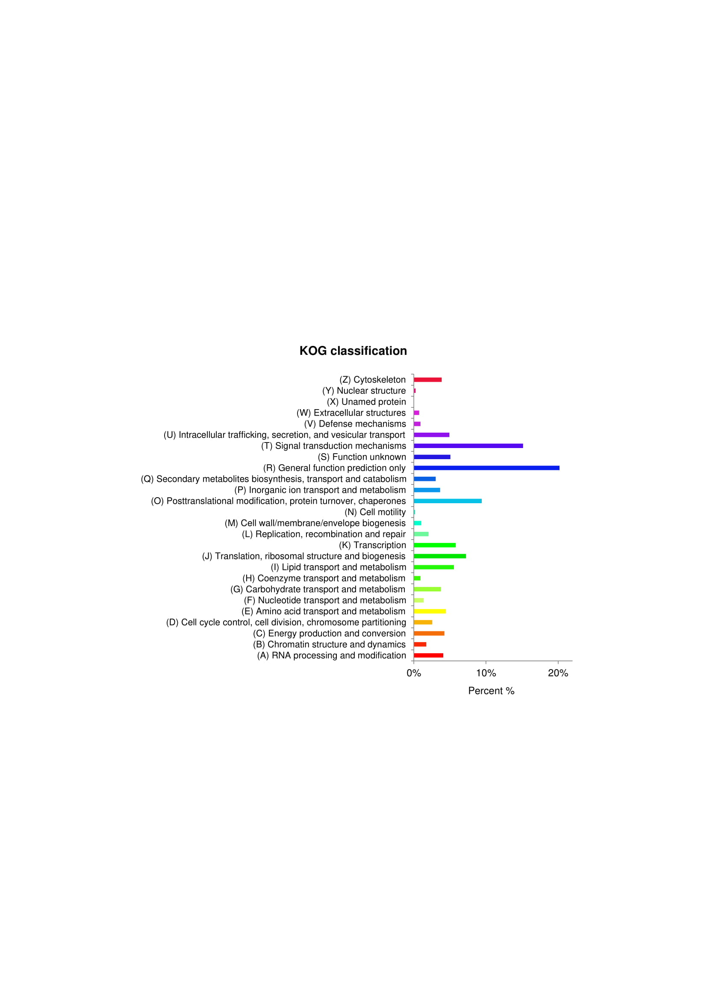 KOG classification
(Z) Cytoskeleton
(Y) Nuclear structure
(X) Unamed protein
(W) Extracellular structures
(V) Defense mechanisms
(U) Intracellular trafficking, secretion, and vesicular transport
(T) Signal transduction mechanisms
(S) Function unknown
(R) General function prediction only
(Q) Secondary metabolites biosynthesis, transport and catabolism
(P) Inorganic ion transport and metabolism
(O) Posttranslational modification, protein turnover, chaperones
(N) Cell motility
(M) Cell wall/membrane/envelope biogenesis
(L) Replication, recombination and repair
(K) Transcription
(J) Translation, ribosomal structure and biogenesis
(I) Lipid transport and metabolism
(H) Coenzyme transport and metabolism
(G) Carbohydrate transport and metabolism
(F) Nucleotide transport and metabolism
(E) Amino acid transport and metabolism
(D) Cell cycle control, cell division, chromosome partitioning
(C) Energy production and conversion
(B) Chromatin structure and dynamics
(A) RNA processing and modification
0% 10% 20%
Percent %